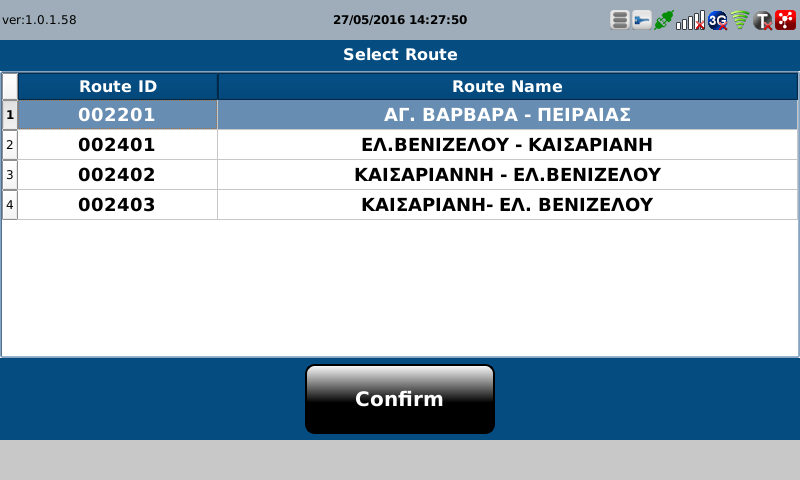 ver:1.0.1.58 27/05/2016 14:27:50 3G T
Select Route
Route ID Route Name
1 002201 ΑΓ. ΒΑΡΒΑΡΑ - ΠΕΙΡΑΙΑΣ
2 002401 ΕΛ.ΒΕΝΙΖΕΛΟΥ - ΚΑΙΣΑΡΙΑΝΗ
3 002402 ΚΑΙΣΑΡΙΑΝΝΗ - ΕΛ.ΒΕΝΙΖΕΛΟΥ
4 002403 ΚΑΙΣΑΡΙΑΝΗ- ΕΛ. ΒΕΝΙΖΕΛΟΥ
Confirm